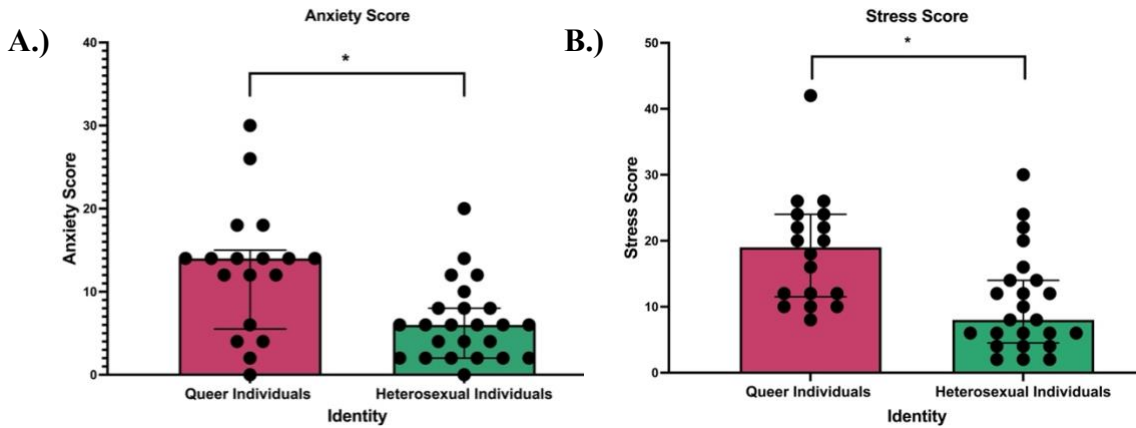 A.)
Anxiety Score
*
Anxiety Score
40
30
20
10
0
Queer Individuals Heterosexual Individuals
Identity
B.)
Stress Score
*
Stress Score
50
40
30
20
10
0
Queer Individuals Heterosexual Individuals
Identity